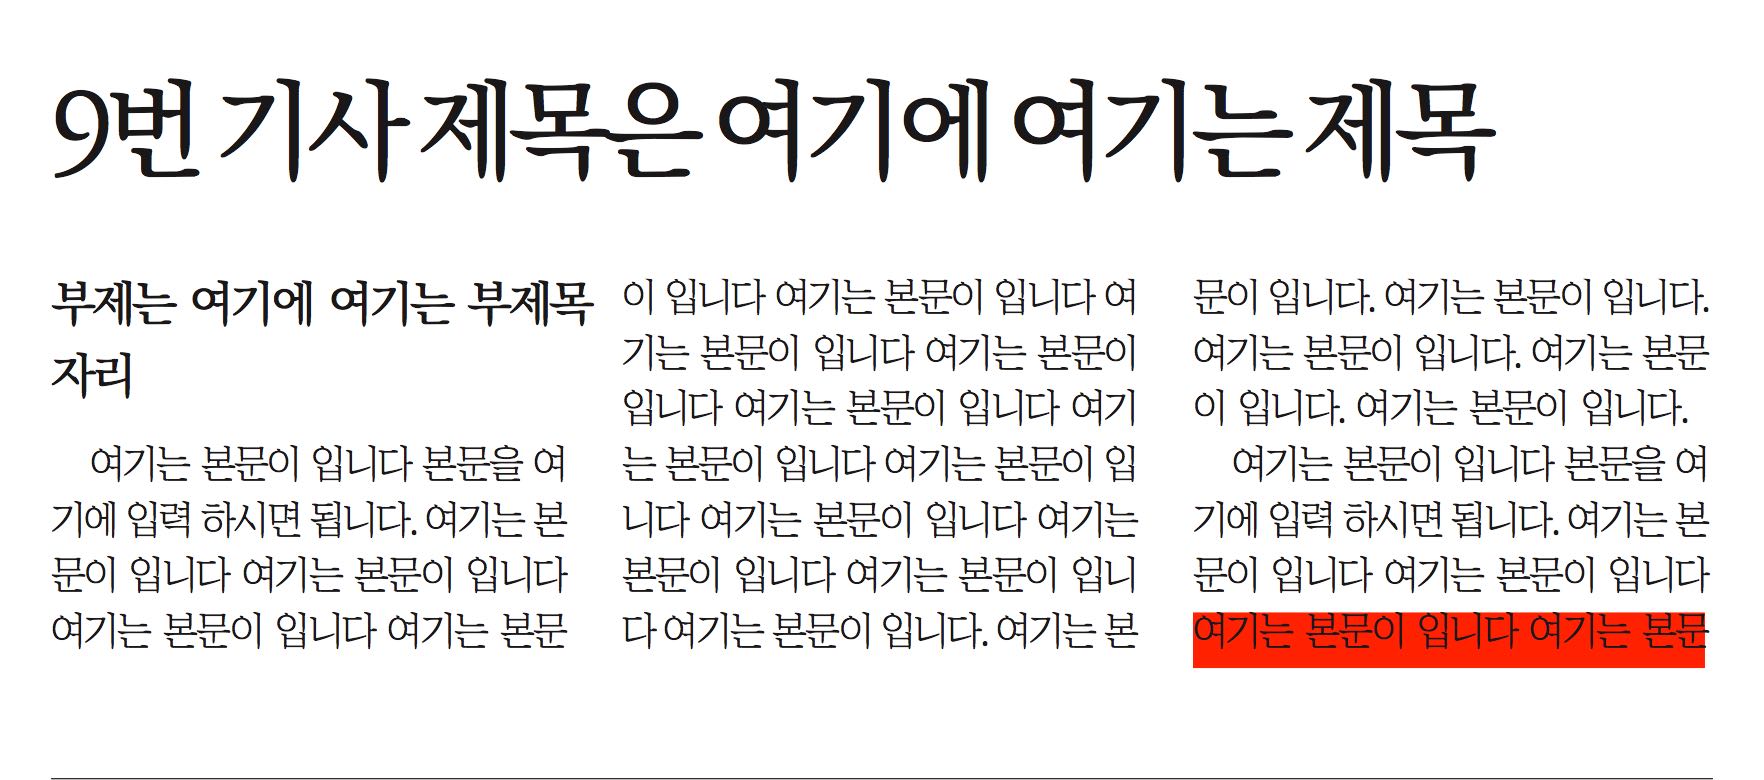 9번 기사 제목은 여기에 여기는 제목
부제는 여기에 여기는 부제목
자리
여기는 본문이 입니다 본문을 여
기에 입력 하시면 됩니다. 여기는 본
문이 입니다 여기는 본문이 입니다
여기는 본문이 입니다 여기는 본문
이 입니다 여기는 본문이 입니다 여
기는 본문이 입니다 여기는 본문이
입니다 여기는 본문이 입니다 여기
는 본문이 입니다 여기는 본문이 입
니다 여기는 본문이 입니다 여기는
본문이 입니다 여기는 본문이 입니
다 여기는 본문이 입니다. 여기는 본
문이 입니다. 여기는 본문이 입니다.
여기는 본문이 입니다. 여기는 본문
이 입니다. 여기는 본문이 입니다.
여기는 본문이 입니다 본문을 여
기에 입력 하시면 됩니다. 여기는 본
문이 입니다 여기는 본문이 입니다
여기는 본문이 입니다 여기는 본문